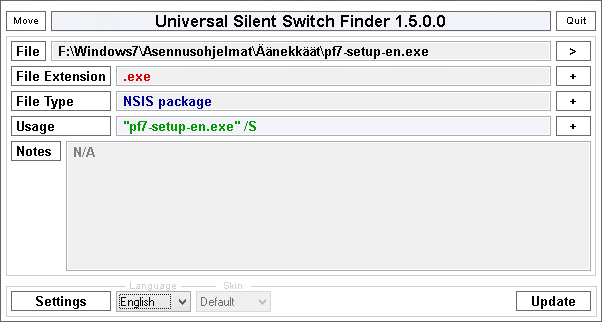 Move Universal Silent Switch Finder 1.5.0.0 Quit
File F:\Windows7\Asennusohjelmat\Äänekkäät\pf7-setup-en.exe >
File Extension .exe +
File Type NSIS package +
Usage "pf7-setup-en.exe" /S +
Notes N/A
Language Skin
Settings English Default Update